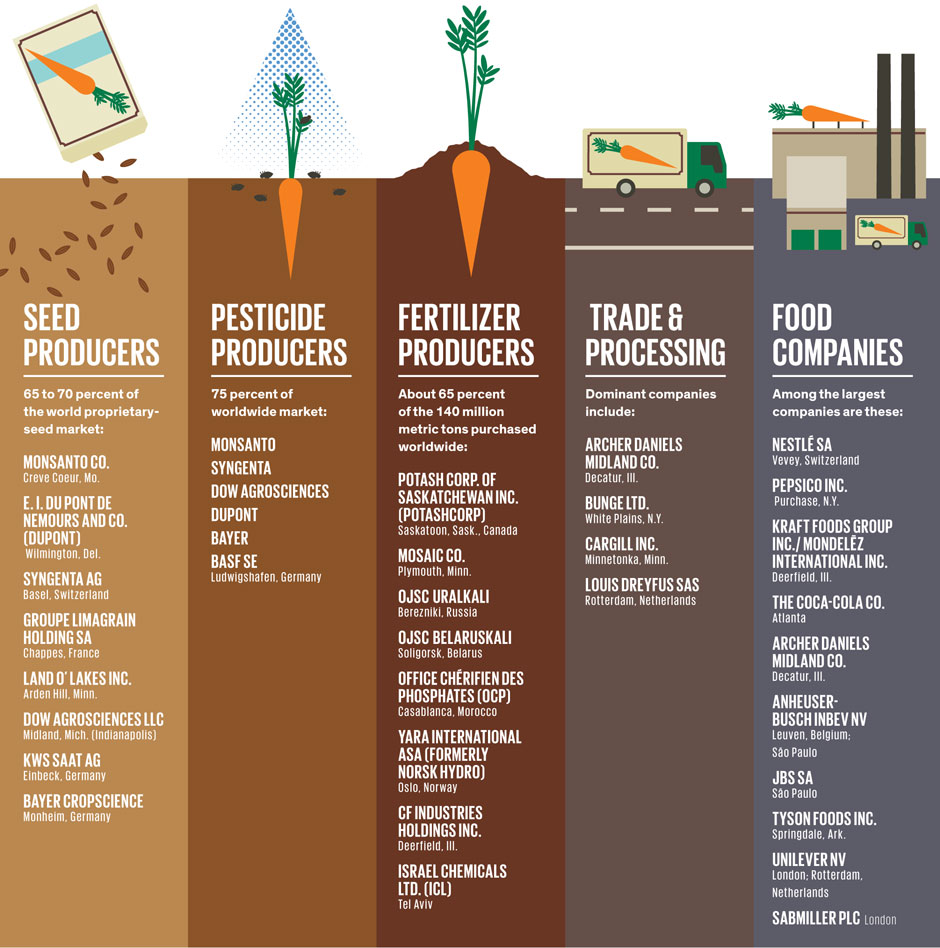 SEED
PRODUCERS
65 to 70 percent of
the world proprietary-
seed market:
MONSANTO CO.
Creve Coeur, Mo.
E. I. DU PONT DE
NEMOURS AND CO.
(DUPONT)
Wilmington, Del.
SYNGENTA AG
Basel, Switzerland
GROUPE LIMAGRAIN
HOLDING SA
Chappes, France
LAND O' LAKES INC.
Arden Hill, Minn.
DOW AGROSCIENCES LLC
Midland, Mich. (Indianapolis)
KWS SAAT AG
Einbeck, Germany
BAYER CROPSCIENCE
Monheim, Germany
PESTICIDE
PRODUCERS
75 percent of
worldwide market:
MONSANTO
SYNGENTA
DOW AGROSCIENCES
DUPONT
BAYER
BASF SE
Ludwigshafen, Germany
FERTILIZER
PRODUCERS
About 65 percent
of the 140 million
metric tons purchased
worldwide:
POTASH CORP. OF
SASKATCHEWAN INC.
(POTASHCORP)
Saskatoon, Sask., Canada
MOSAIC CO.
Plymouth, Minn.
OJSC URALKALI
Berezniki, Russia
OJSC BELARUSKALI
Soligorsk, Belarus
OFFICE CHÉRIFIEN DES
PHOSPHATES (OCP)
Casablanca, Morocco
YARA INTERNATIONAL
ASA (FORMERLY
NORSK HYDRO)
Oslo, Norway
CF INDUSTRIES
HOLDINGS INC.
Deerfield, Ill.
ISRAEL CHEMICALS
LTD. (ICL)
Tel Aviv
TRADE &
PROCESSING
Dominant companies
include:
ARCHER DANIELS
MIDLAND CO.
Decatur, Ill.
BUNGE LTD.
White Plains, N.Y.
CARGILL INC.
Minnetonka, Minn.
LOUIS DREYFUS SAS
Rotterdam, Netherlands
FOOD
COMPANIES
Among the largest
companies are these:
NESTLÉ SA
Vevey, Switzerland
PEPSICO INC.
Purchase, N.Y.
KRAFT FOODS GROUP
INC./ MONDELĒZ
INTERNATIONAL INC.
Deerfield, Ill.
THE COCA-COLA CO.
Atlanta
ARCHER DANIELS
MIDLAND CO.
Decatur, Ill.
ANHEUSER-
BUSCH INBEV NV
Leuven, Belgium;
São Paulo
JBS SA
São Paulo
TYSON FOODS INC.
Springdale, Ark.
UNILEVER NV
London; Rotterdam,
Netherlands
SABMILLER PLC London